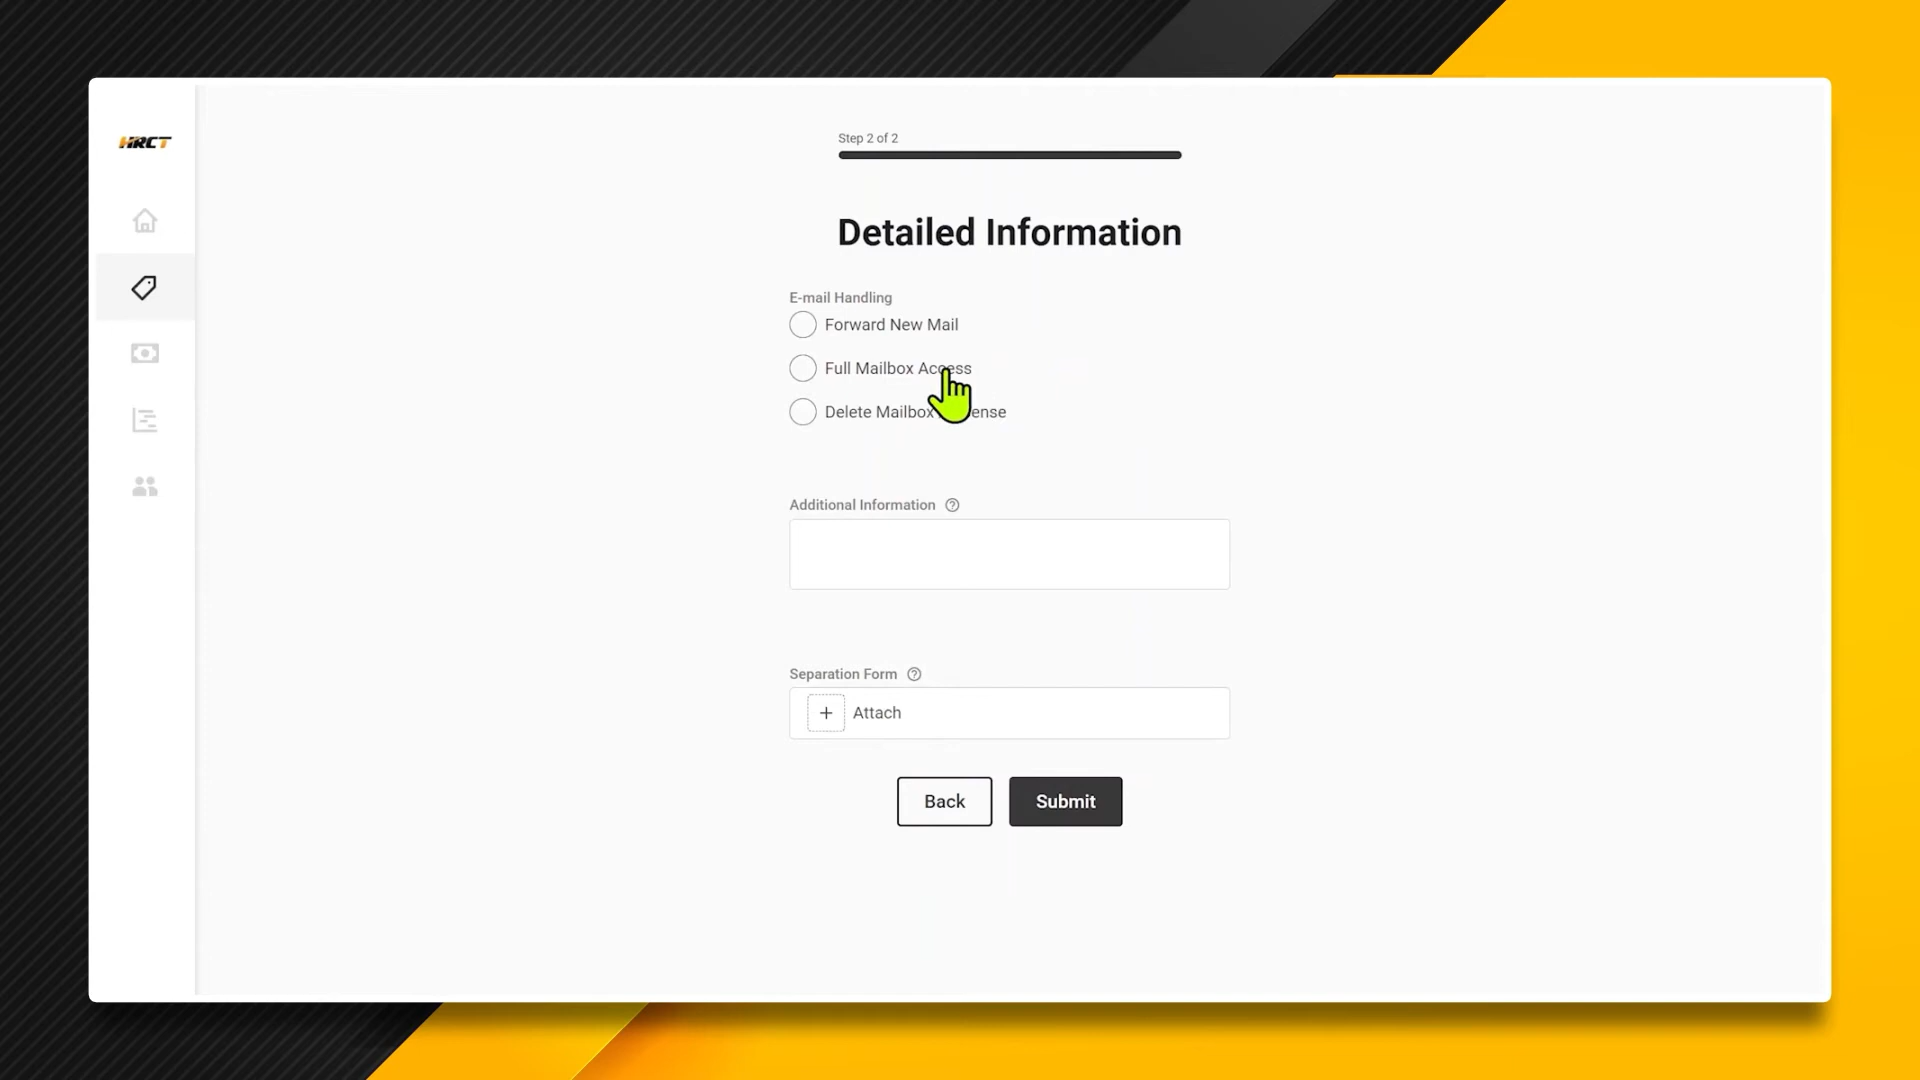 HRCT
Step 2 of 2
Detailed Information
E-mail Handling
Forward New Mail
Full Mailbox Access
Delete Mailbox
Additional Information
Separation Form
+ Attach
Back
Submit